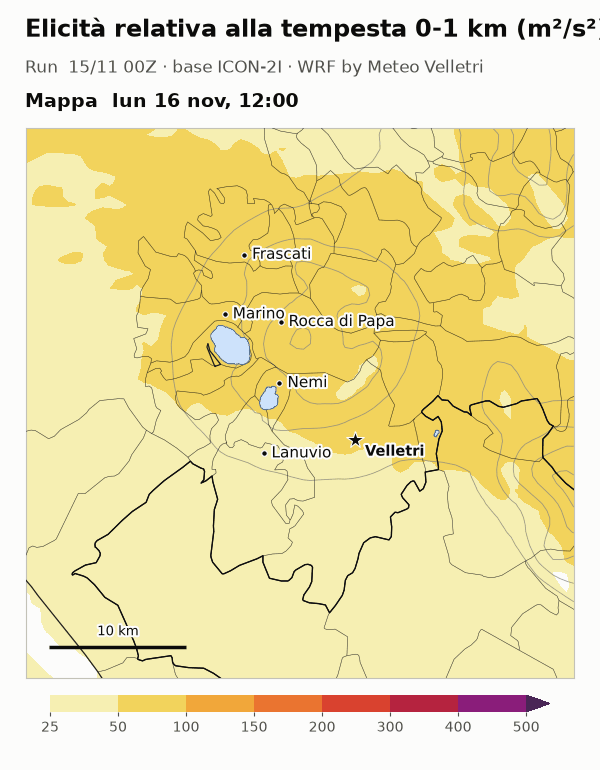 Elicità relativa alla tempesta 0-1 km (m²/s²)
Run  15/11 00Z · base ICON-2I · WRF by Meteo Velletri
Mappa  lun 16 nov, 12:00
Frascati
Marino
Rocca di Papa
Nemi
Velletri
Lanuvio
10 km
25 50 100 150 200 300 400 500